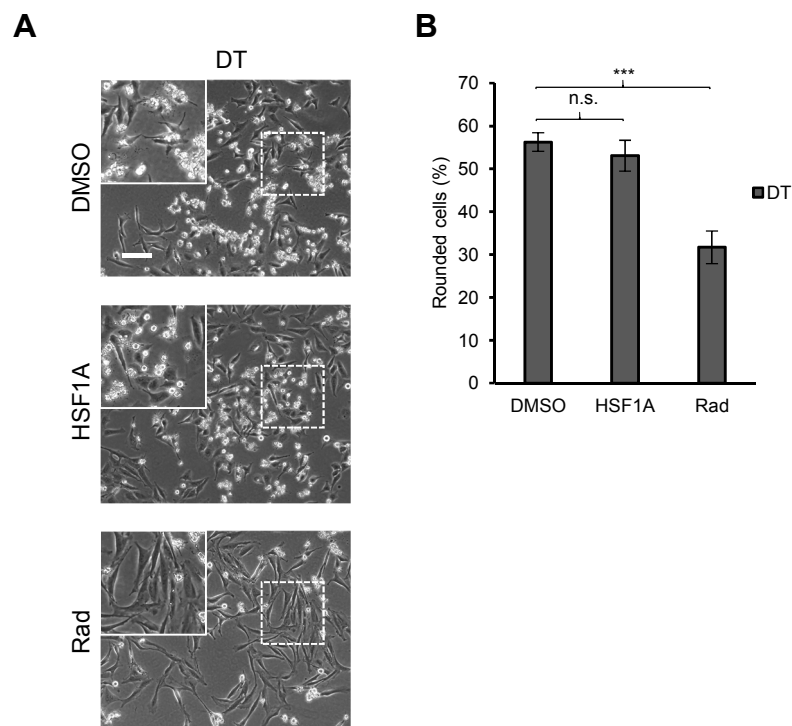 A
DT
DMSO
HSF1A
Rad
B
***
n.s.
70
60
50
40
30
20
10
0
Rounded cells (%)
DT
DMSO HSF1A Rad